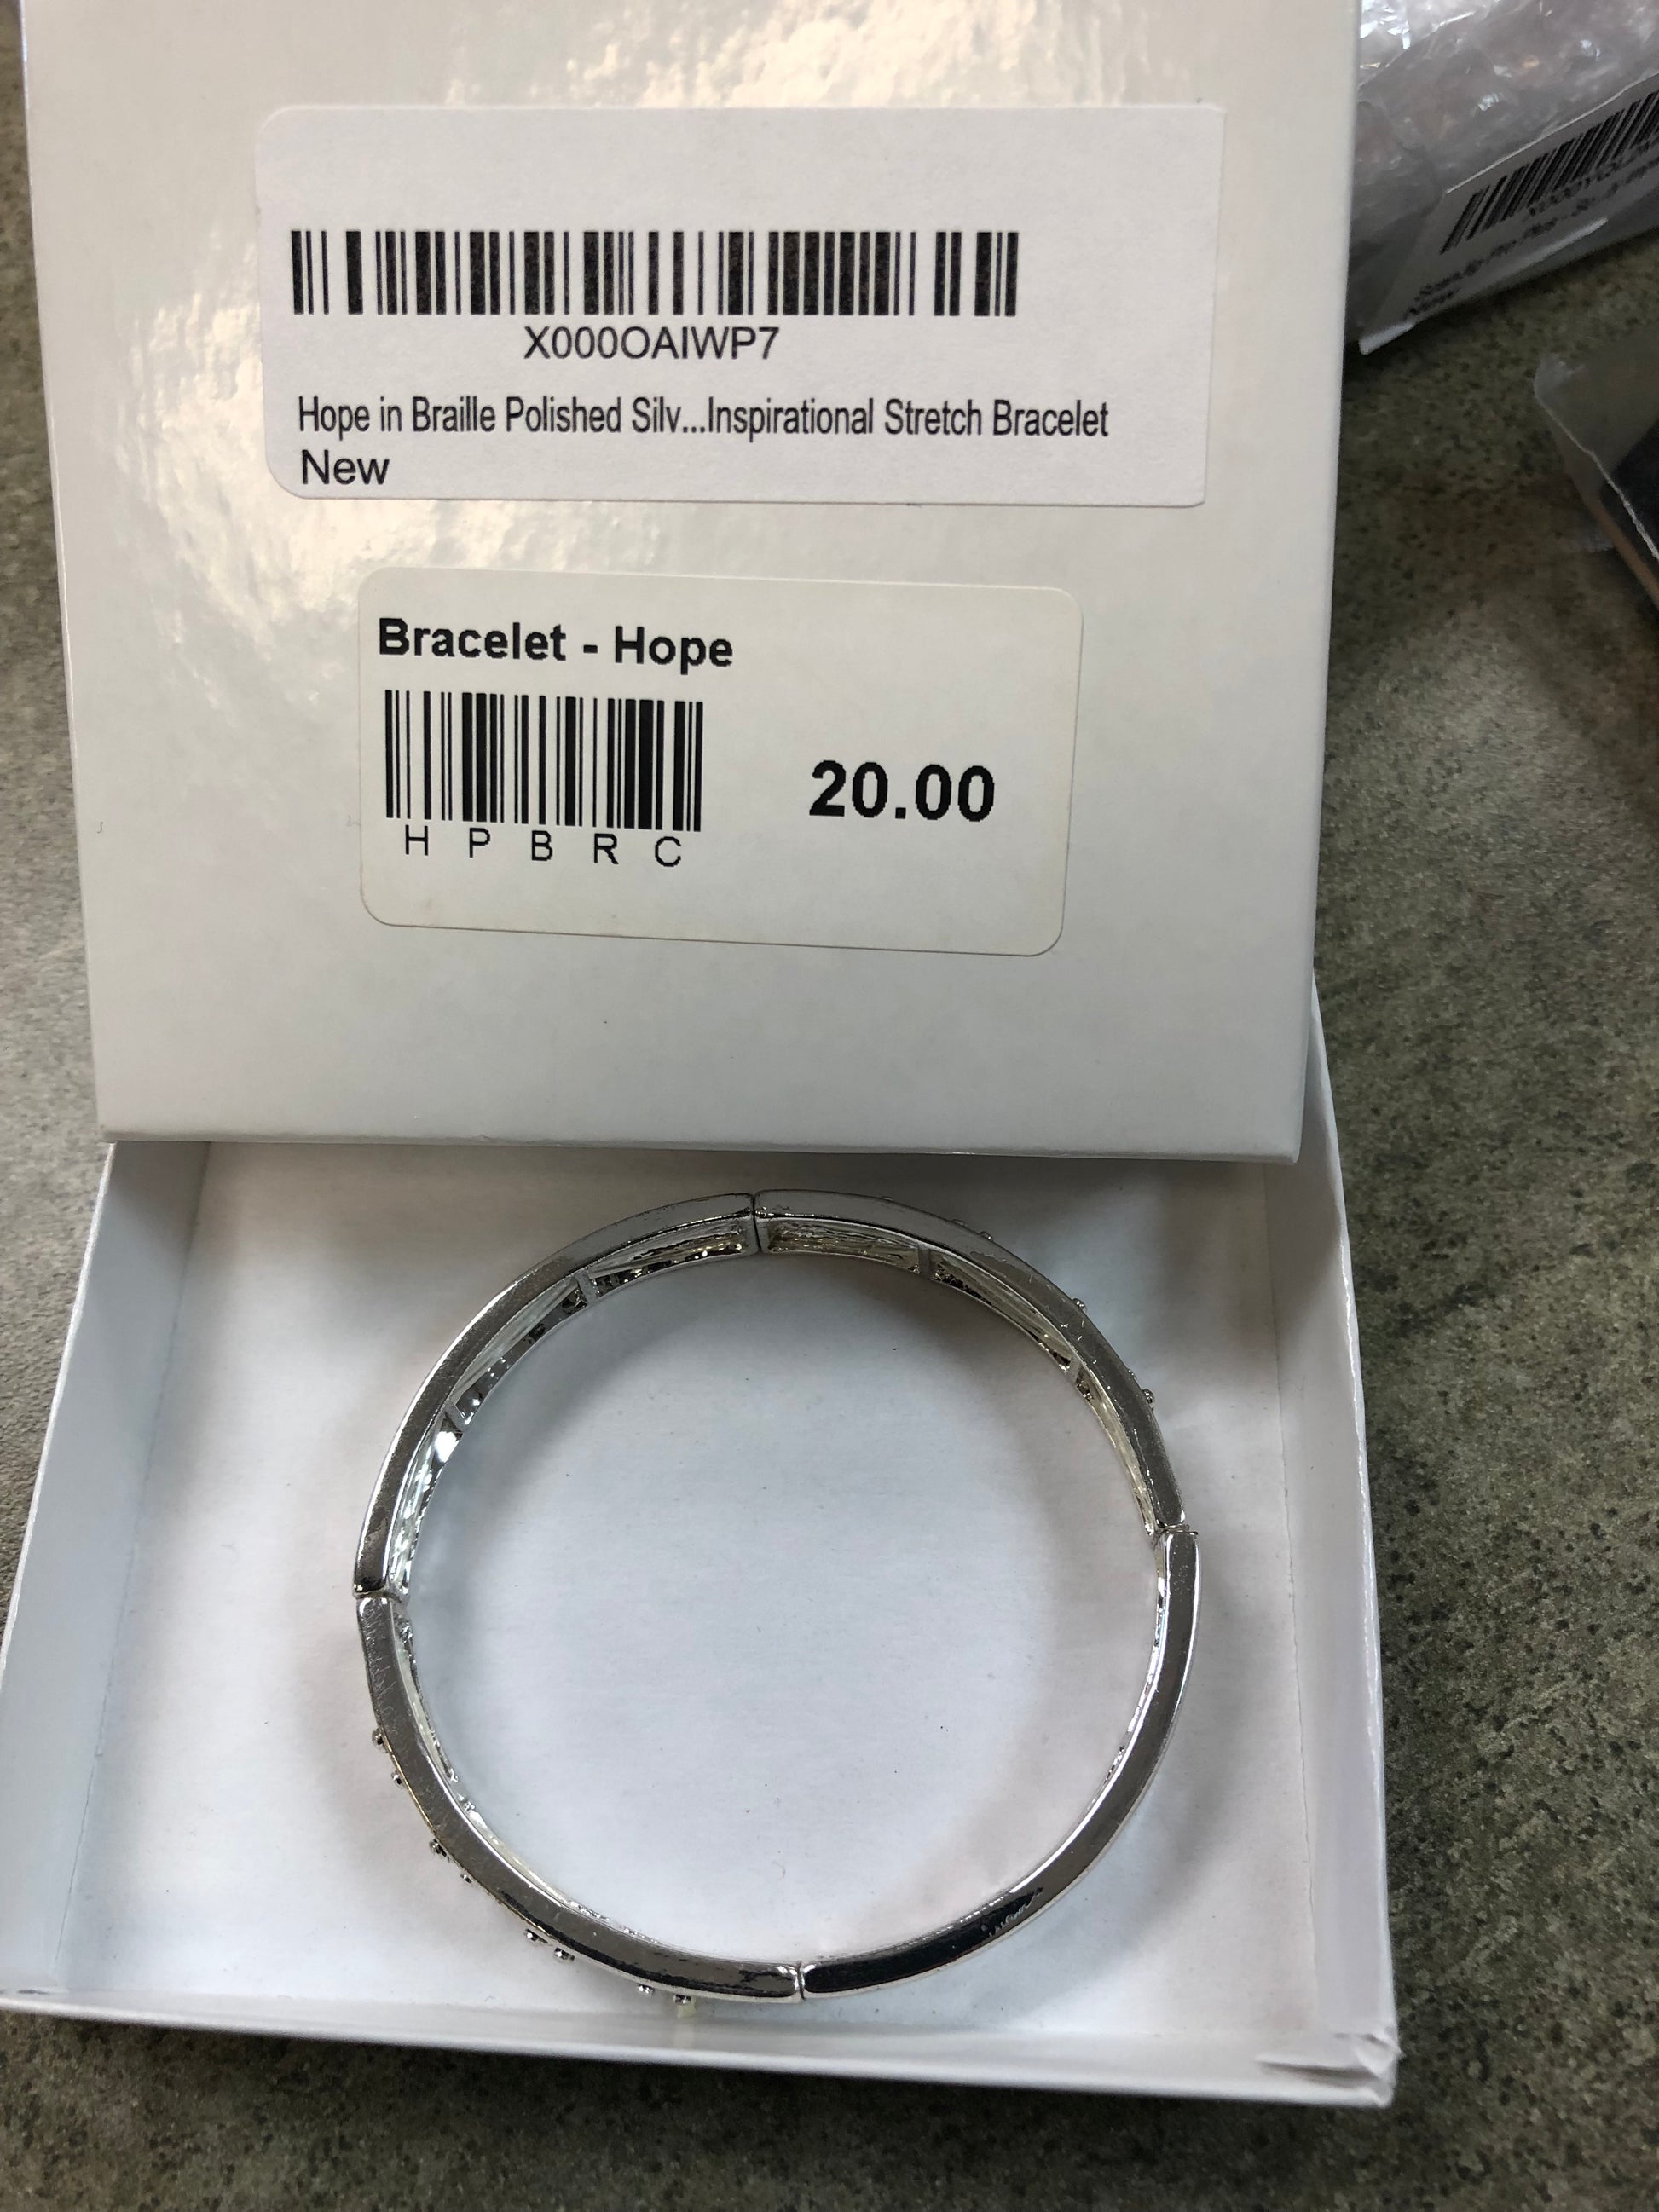 X000OAIWP7
Hope in Braille Polished Silv...Inspirational Stretch Bracelet
New
Bracelet - Hope
20.00
H P B R C